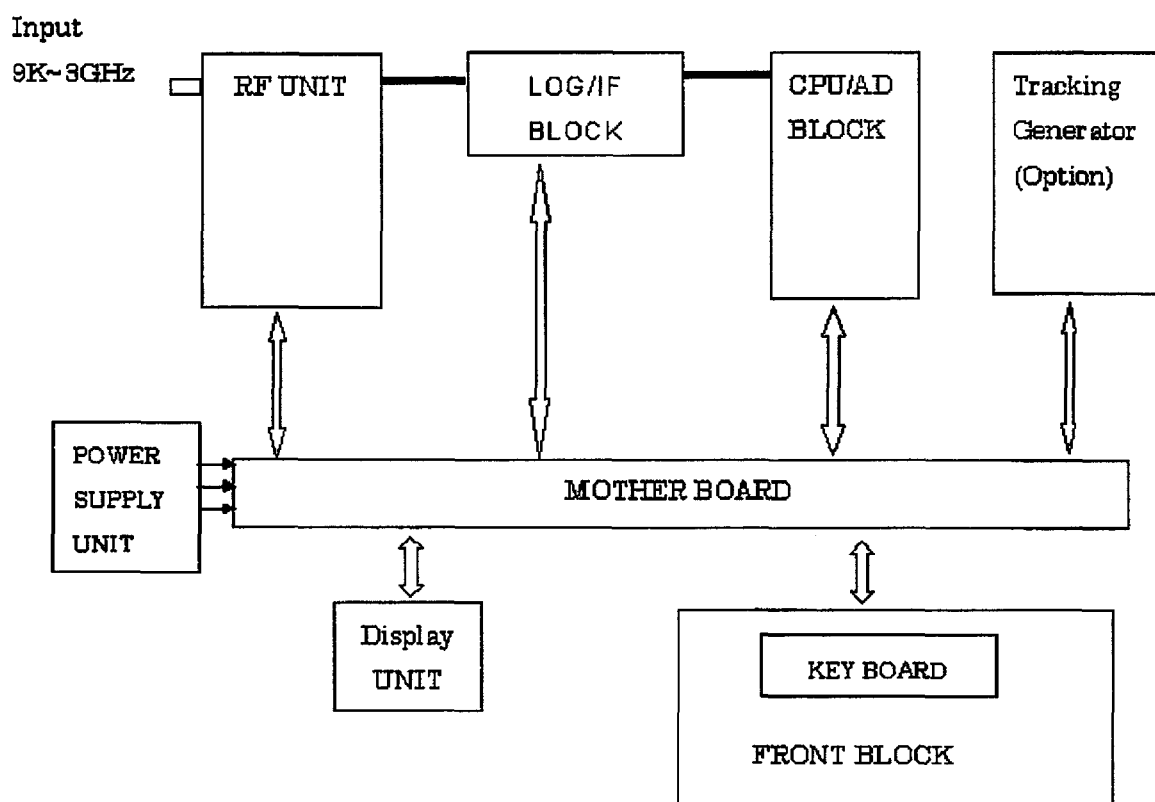 Input
9K~3GHz
RF UNIT
LOG/IF
BLOCK
CPU/AD
BLOCK
Tracking
Generator
(Option)
POWER
SUPPLY
UNIT
MOTHER BOARD
Display
UNIT
KEY BOARD
FRONT BLOCK